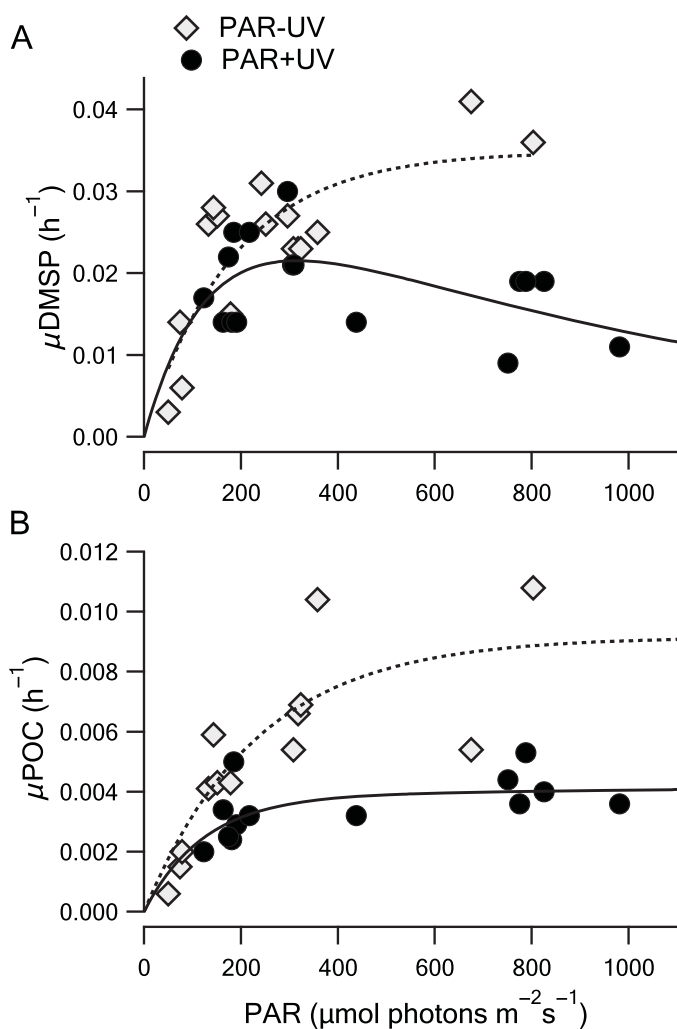 A
PAR-UV
PAR+UV
0.04
0.03
0.02
0.01
0.00
μDMSP (h⁻¹)
0 200 400 600 800 1000
B
0.012
0.010
0.008
0.006
0.004
0.002
0.000
μPOC (h⁻¹)
0 200 400 600 800 1000
PAR (μmol photons m⁻²s⁻¹)